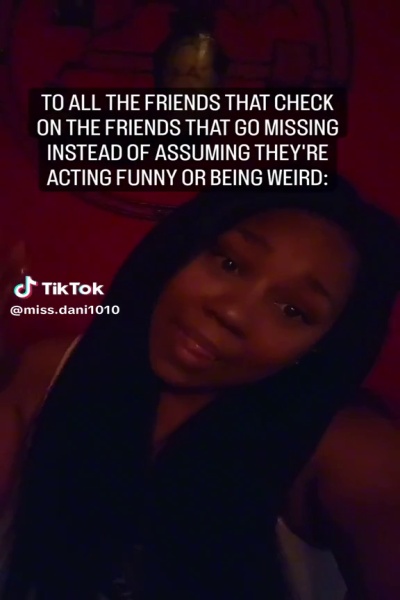 TO ALL THE FRIENDS THAT CHECK
ON THE FRIENDS THAT GO MISSING
INSTEAD OF ASSUMING THEY'RE
ACTING FUNNY OR BEING WEIRD:
TikTok
@miss.dani1010